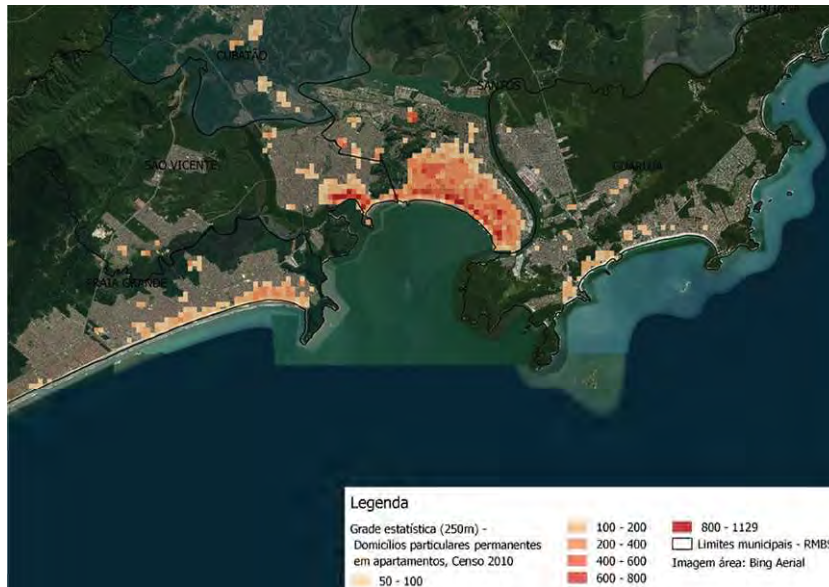 BERTIOGA
CUBATÃO
SANTOS
SÃO VICENTE
GUARUJÁ
PRAIA GRANDE
Legenda
Grade estatística (250m) -
Domicílios particulares permanentes
em apartamentos, Censo 2010
50 - 100
100 - 200
200 - 400
400 - 600
600 - 800
800 - 1129
Limites municipais - RMBS
Imagem área: Bing Aerial